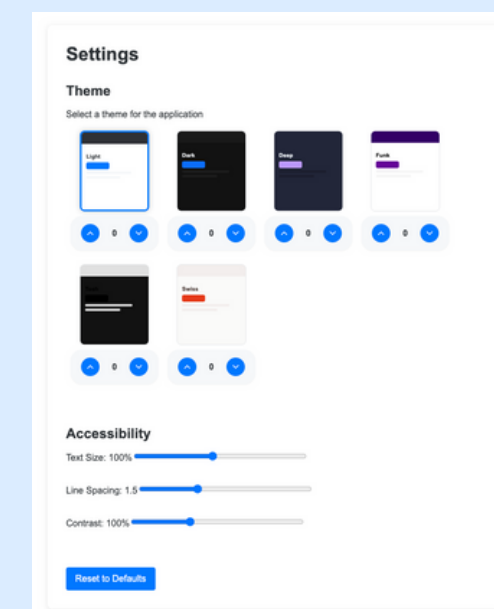 Settings
Theme
Select a theme for the application
Light
Dark
Deep
Funk
0
0
0
0
Swiss
0
0
Accessibility
Text Size: 100%
Line Spacing: 1.5
Contrast: 100%
Reset to Defaults